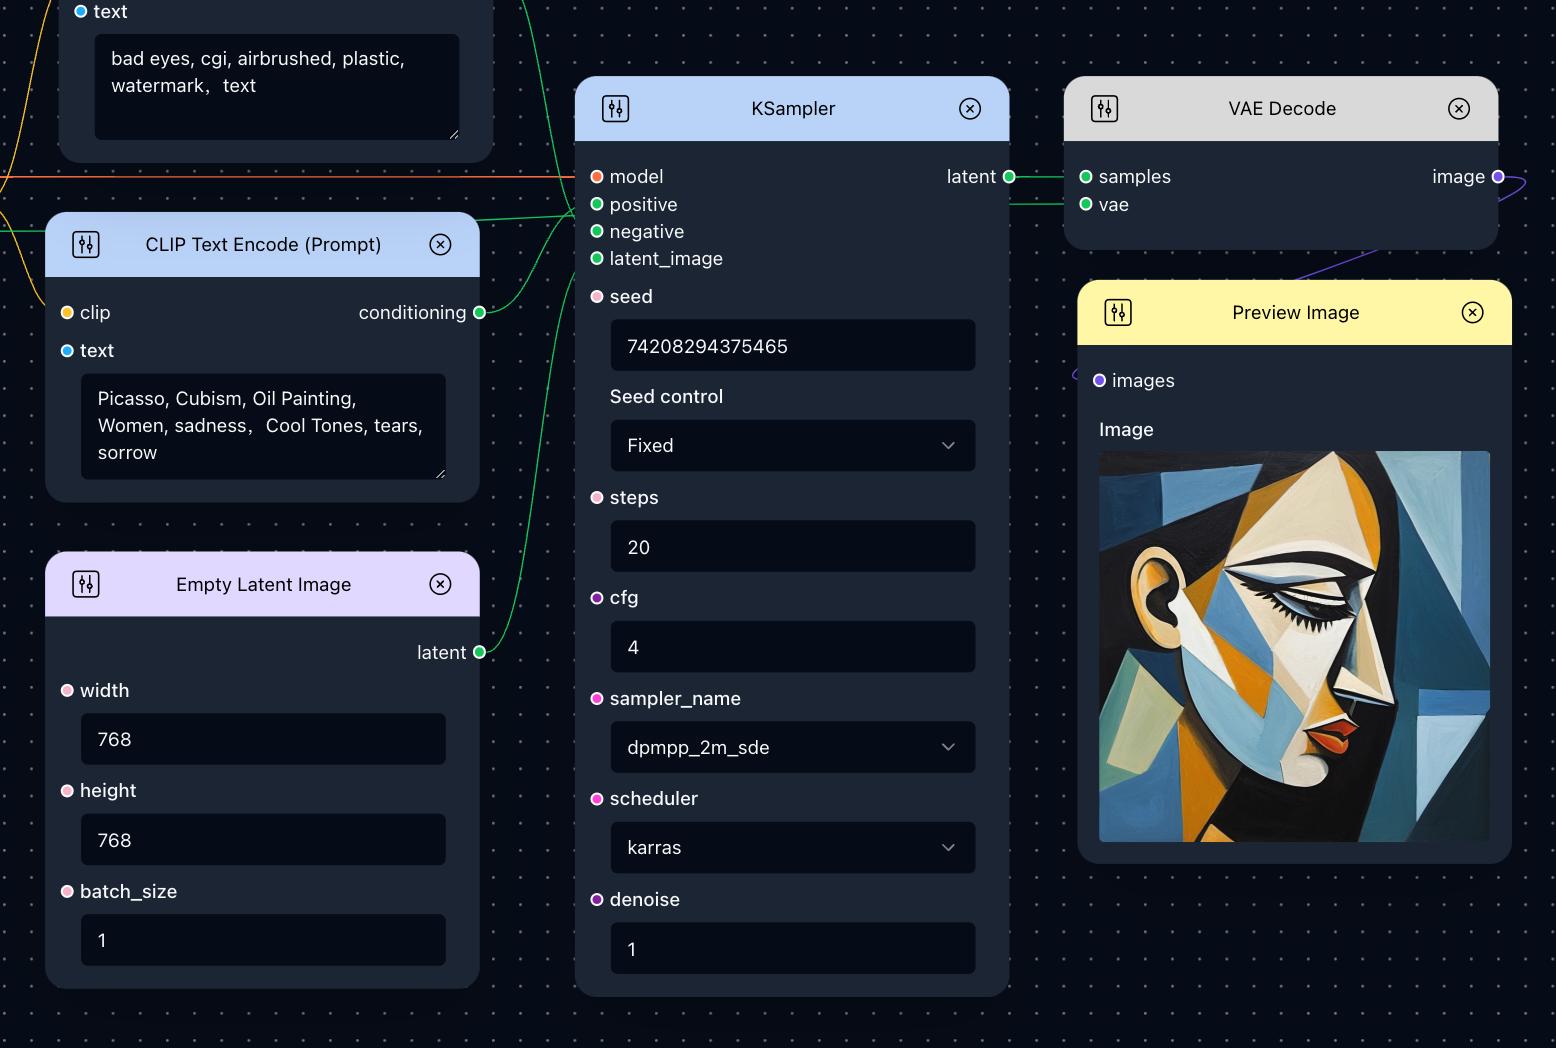 text
bad eyes, cgi, airbrushed, plastic,
watermark，text
CLIP Text Encode (Prompt)
clip
conditioning
text
Picasso, Cubism, Oil Painting,
Women, sadness，Cool Tones, tears,
sorrow
Empty Latent Image
latent
width
768
height
768
batch_size
1
KSampler
model
latent
positive
negative
latent_image
seed
74208294375465
Seed control
Fixed
steps
20
cfg
4
sampler_name
dpmpp_2m_sde
scheduler
karras
denoise
1
VAE Decode
samples
image
vae
Preview Image
images
Image